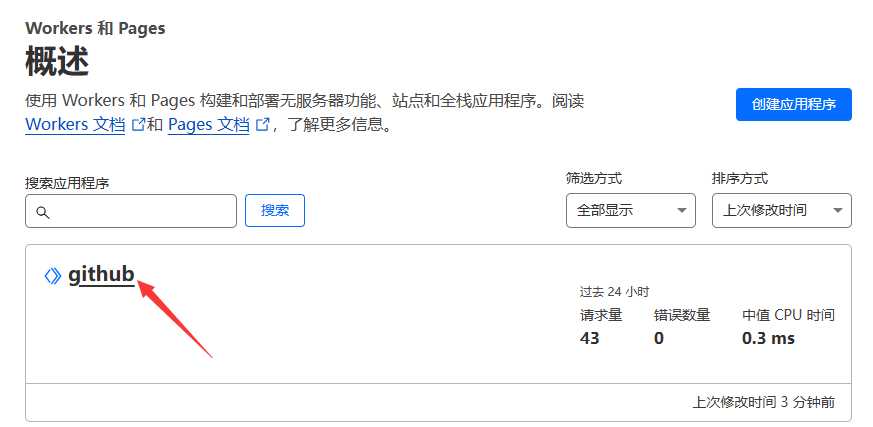 Workers 和 Pages
概述
使用 Workers 和 Pages 构建和部署无服务器功能、站点和全栈应用程序。阅读
Workers 文档 和 Pages 文档 ，了解更多信息。
创建应用程序
搜索应用程序
搜索
筛选方式
全部显示
排序方式
上次修改时间
github
过去 24 小时
请求量 错误数量 中值 CPU 时间
43 0 0.3 ms
上次修改时间 3 分钟前